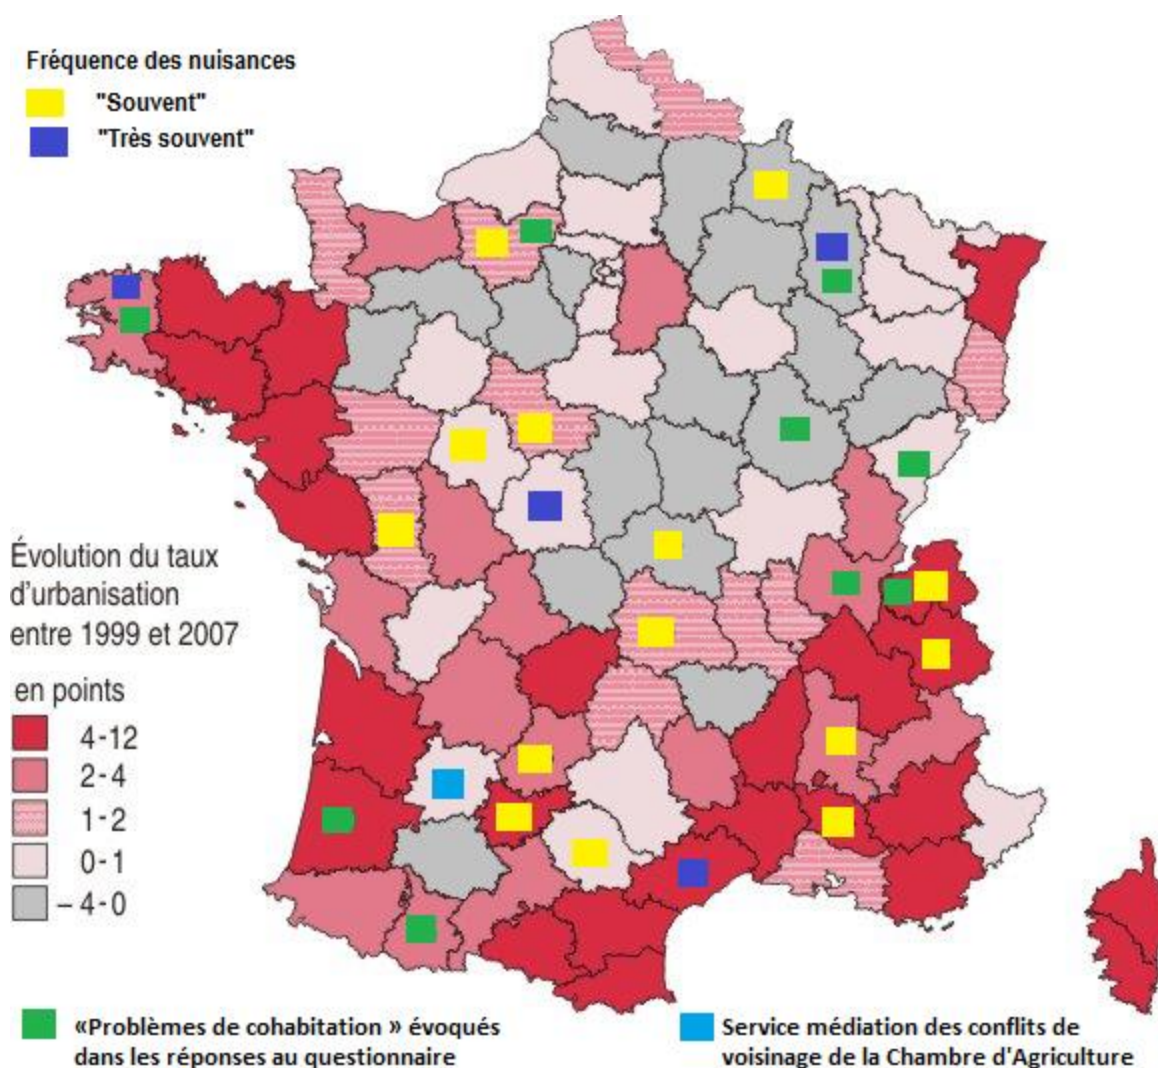 Fréquence des nuisances
"Souvent"
"Très souvent"
Évolution du taux
d'urbanisation
entre 1999 et 2007
en points
4-12
2-4
1-2
0-1
– 4-0
«Problèmes de cohabitation » évoqués
dans les réponses au questionnaire
Service médiation des conflits de
voisinage de la Chambre d'Agriculture